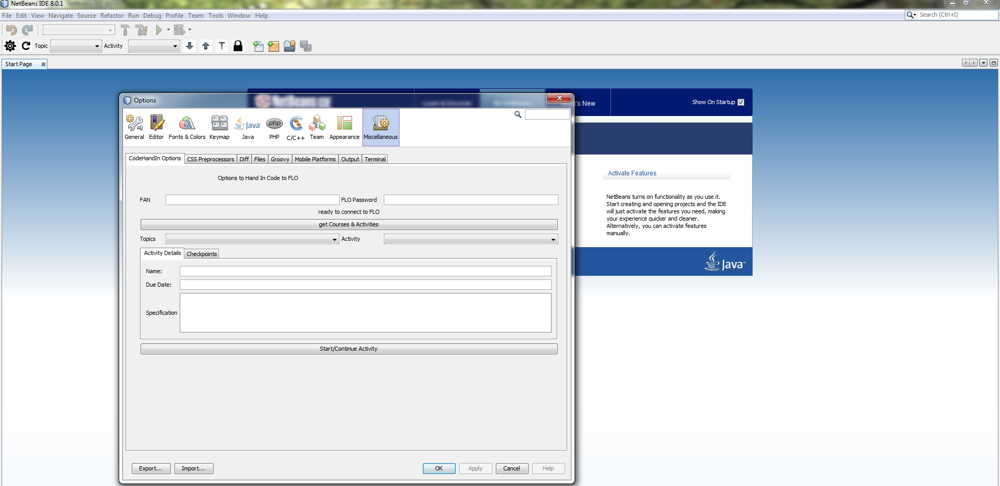 NetBeans IDE 8.0.1
File Edit View Navigate Source Refactor Run Debug Profile Team Tools Window Help
Search (Ctrl+I)
Topic Activity T
Start Page
Options
's New
Show On Startup
General Editor Fonts & Colors Keymap Java PHP C/C++ Team Appearance Miscellaneous
CodeHandIn Options CSS Preprocessors Diff Files Groovy Mobile Platforms Output Terminal
Options to Hand In Code to FLO
FAN FLO Password
ready to connect to FLO
get Courses & Activities
Topics Activity
Activity Details Checkpoints
Name:
Due Date:
Specification
Start/Continue Activity
Export... Import... OK Apply Cancel Help
Activate Features
NetBeans turns on functionality as you use it.
Start creating and opening projects and the IDE
will just activate the features you need, making
your experience quicker and cleaner.
Alternatively, you can activate features
manually.
Java